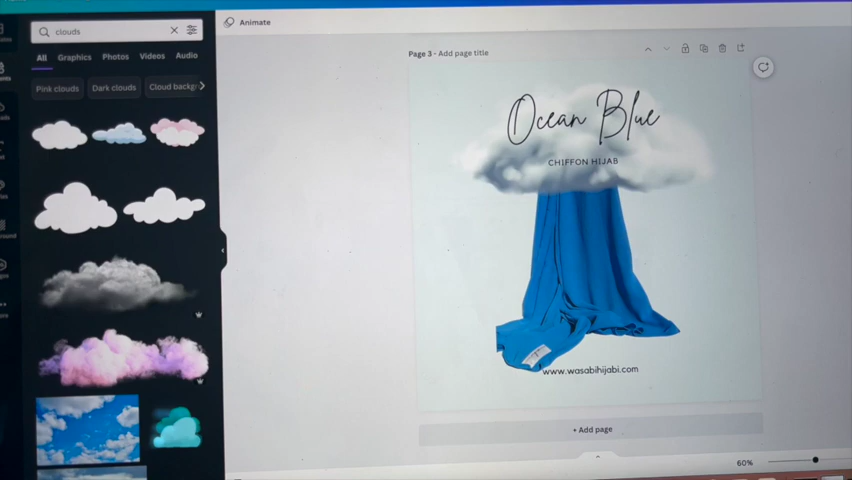 clouds
Animate
All
Graphics
Photos
Videos
Audio
Pink clouds
Dark clouds
Cloud backg
Page 3 - Add page title
Ocean Blue
CHIFFON HIJAB
www.wasabihijabi.com
+ Add page
60%